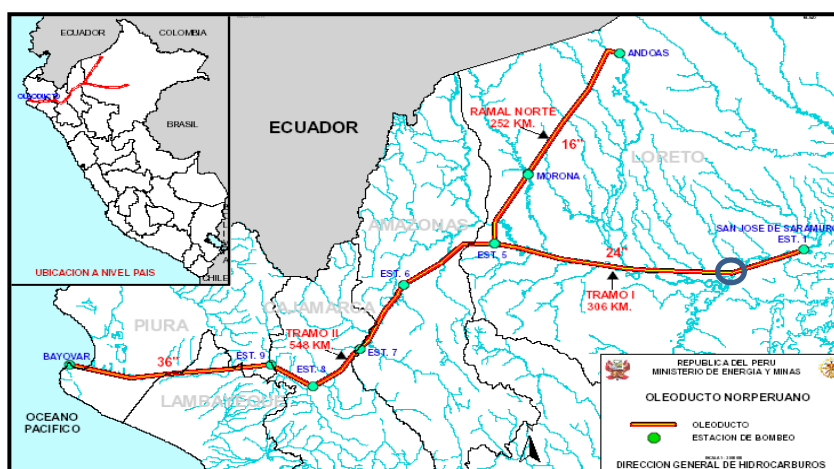 ECUADOR
COLOMBIA
OLEODUCTO
BRASIL
CHILE
UBICACION A NIVEL PAIS
ECUADOR
ANDOAS
RAMAL NORTE
252 KM.
16"
LORETO
MORONA
AMAZONAS
SAN JOSE DE SARAMURO
EST. 1
EST. 5
24"
TRAMO I
306 KM.
EST. 6
CAJAMARCA
PIURA
TRAMO II
548 KM.
EST. 7
BAYOVAR
36"
EST. 9
EST. 8
LAMBAYEQUE
OCEANO
PACIFICO
REPUBLICA DEL PERU
MINISTERIO DE ENERGIA Y MINAS
OLEODUCTO NORPERUANO
OLEODUCTO
ESTACION DE BOMBEO
DIRECCION GENERAL DE HIDROCARBUROS